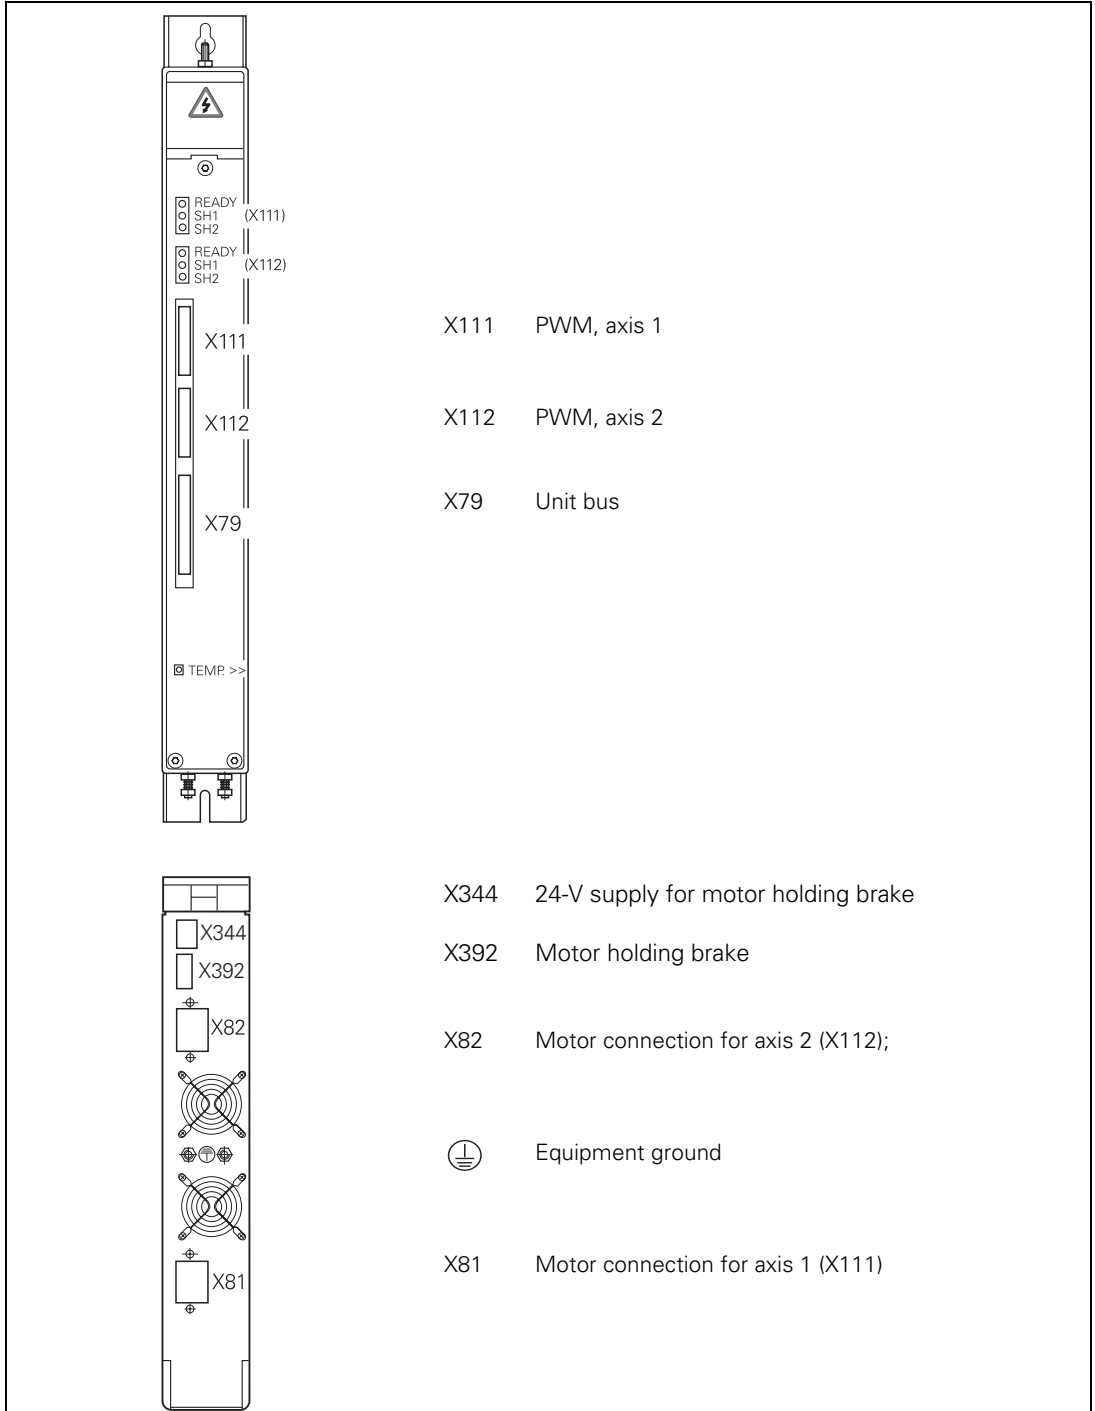 READY
SH1 (X111)
SH2
READY
SH1 (X112)
SH2
X111
X112
X79
TEMP. >>
X111 PWM, axis 1
X112 PWM, axis 2
X79 Unit bus
X344
X392
X82
X81
X344 24-V supply for motor holding brake
X392 Motor holding brake
X82 Motor connection for axis 2 (X112);
Equipment ground
X81 Motor connection for axis 1 (X111)